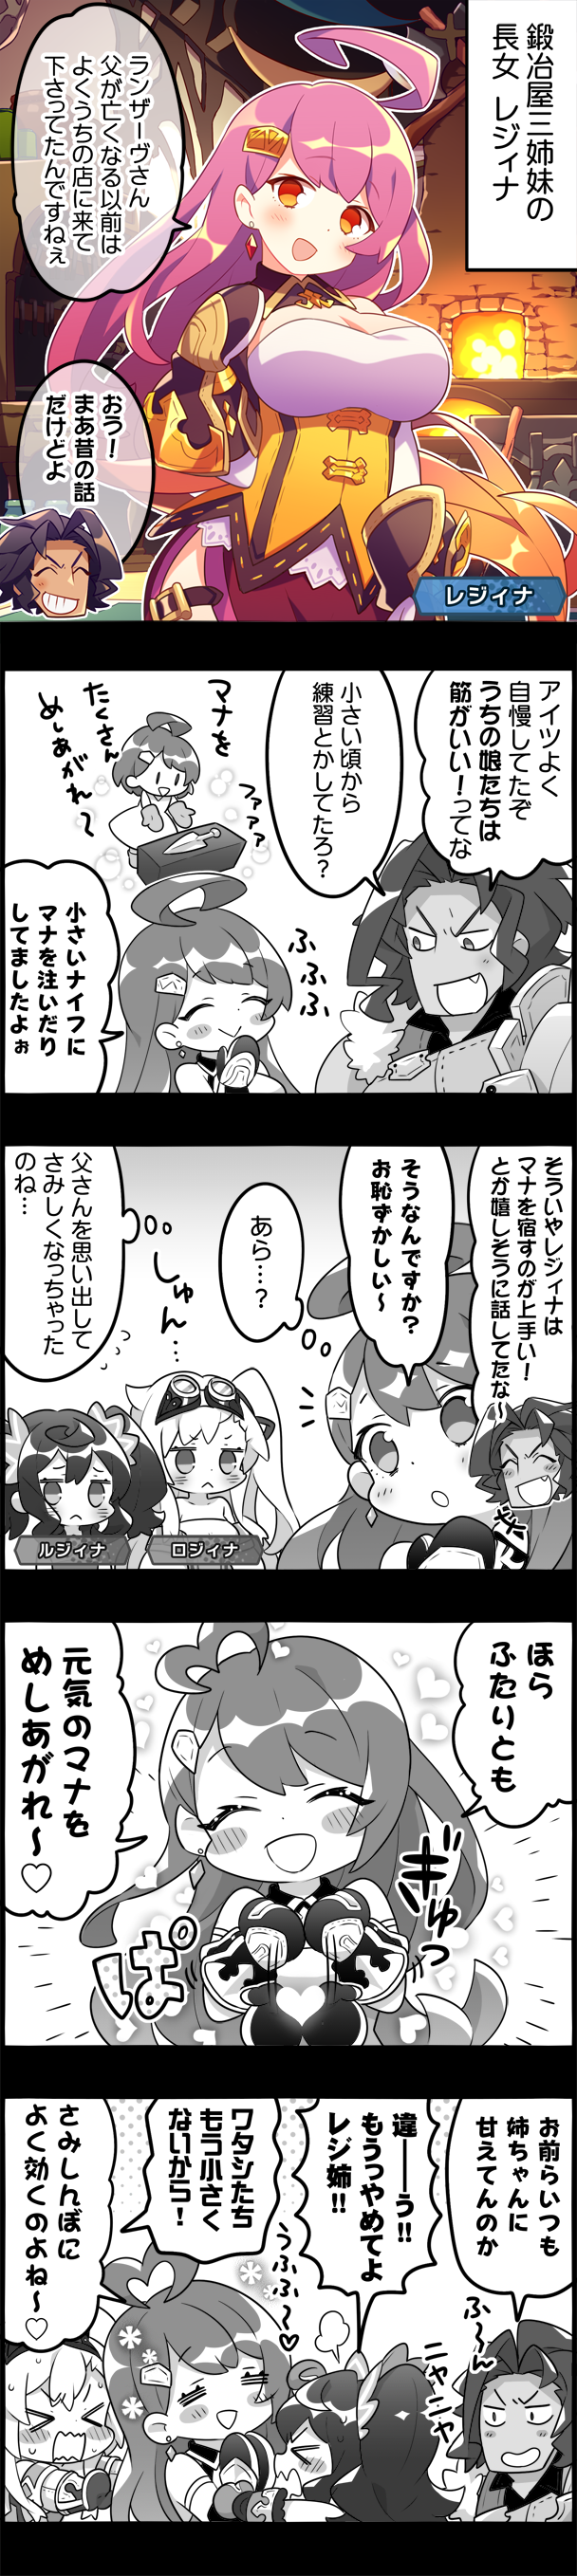 鍛冶屋三姉妹の
長女 レジィナ
ランザーヴさん
父が亡くなる以前は
よくうちの店に来て
下さってたんですねぇ
おう！
まあ昔の話
だけどよ
レジィナ
アイツよく
自慢してたぞ
うちの娘たちは
筋がいい！ってな
小さい頃から
練習とかしてたろ？
マナを
たくさん
めしあがれ～
ファァァ
ふふふ
小さいナイフに
マナを注いだり
してましたよぉ
そういやレジィナは
マナを宿すのが上手い！
とか嬉しそうに話してたな～
そうなんですか？
お恥ずかしい～
あら…？
しゅん…
父さんを思い出して
さみしくなっちゃった
のね…
ロジィナ
ルジィナ
ほら
ふたりとも
ぎゅっ
ぱ
元気のマナを
めしあがれ～♡
お前らいつも
姉ちゃんに
甘えてんのか
ふ～ん
ニヤニヤ
違――う!!
もうっやめてよ
レジ姉!!
ワタシたち
もう小さく
ないから！
うふふ～♡
さみしんぼに
よく効くのよね～♡